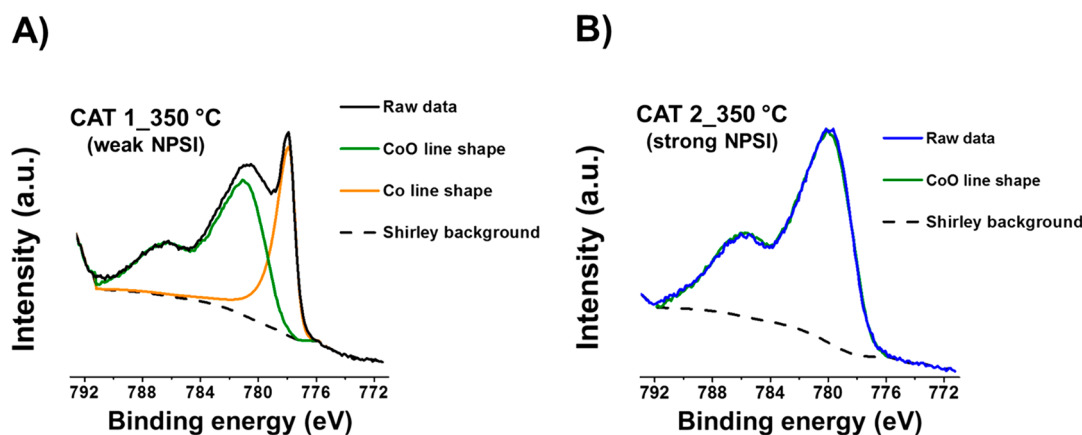 A)
CAT 1_350 °C
(weak NPSI)
Raw data
CoO line shape
Co line shape
Shirley background
Intensity (a.u.)
792 788 784 780 776 772
Binding energy (eV)
B)
CAT 2_350 °C
(strong NPSI)
Raw data
CoO line shape
Shirley background
Intensity (a.u.)
792 788 784 780 776 772
Binding energy (eV)